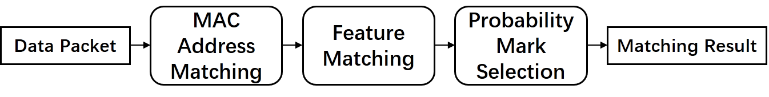 Data Packet
MAC
Address
Matching
Feature
Matching
Probability
Mark
Selection
Matching Result